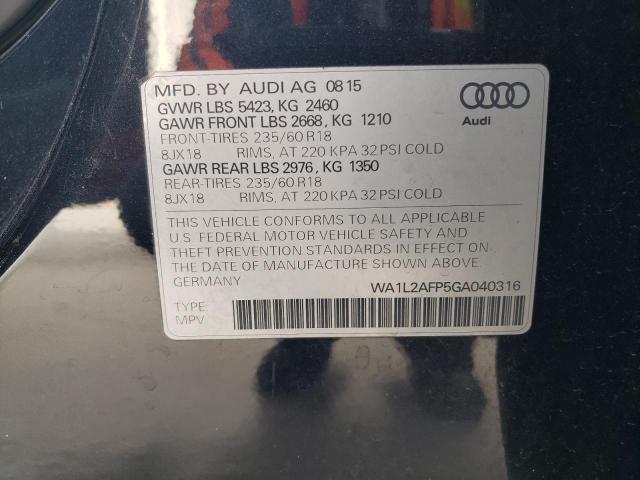 MFD. BY AUDI AG 08 15
GVWR LBS 5423, KG 2460
GAWR FRONT LBS 2668, KG 1210
FRONT-TIRES 235/60 R18
8JX18 RIMS, AT 220 KPA 32 PSI COLD
GAWR REAR LBS 2976, KG 1350
REAR-TIRES 235/60 R18
8JX18 RIMS, AT 220 KPA 32 PSI COLD
Audi
THIS VEHICLE CONFORMS TO ALL APPLICABLE
U.S. FEDERAL MOTOR VEHICLE SAFETY AND
THEFT PREVENTION STANDARDS IN EFFECT ON
THE DATE OF MANUFACTURE SHOWN ABOVE
GERMANY
WA1L2AFP5GA040316
TYPE:
MPV